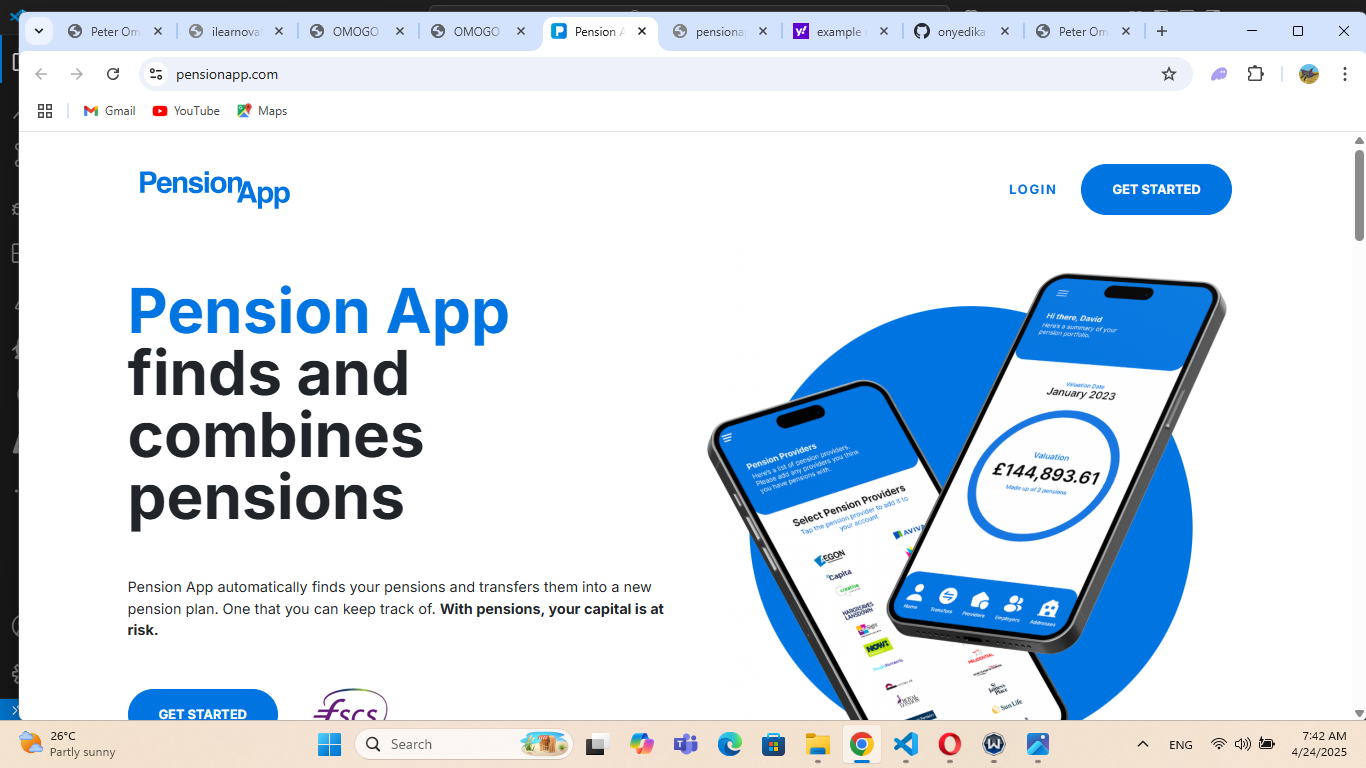 Peter Om
ilearnova
OMOGO
OMOGO
Pension A
pensionap
example
onyedika
Peter Om
pensionapp.com
Gmail
YouTube
Maps
PensionApp
LOGIN
GET STARTED
Pension App
finds and
combines
pensions
Pension App automatically finds your pensions and transfers them into a new
pension plan. One that you can keep track of. With pensions, your capital is at
risk.
GET STARTED
fscs
Pension Providers
Here's a list of pension providers.
Please add any providers you think
you have pensions with.
Select Pension Providers
Tap the pension provider to add it to
your account
AEGON
AVIVA
Capita
creative
HARGREAVES
LANSDOWN
NOW:
PRUDENTIAL
St. James's
Place
Sun Life
Hi there, David
Here's a summary of your
pension portfolio.
Valuation Date
January 2023
Valuation
£144,893.61
Made up of 2 pensions
Home
Transfers
Providers
Employers
Addresses
26°C
Partly sunny
Search
ENG
7:42 AM
4/24/2025